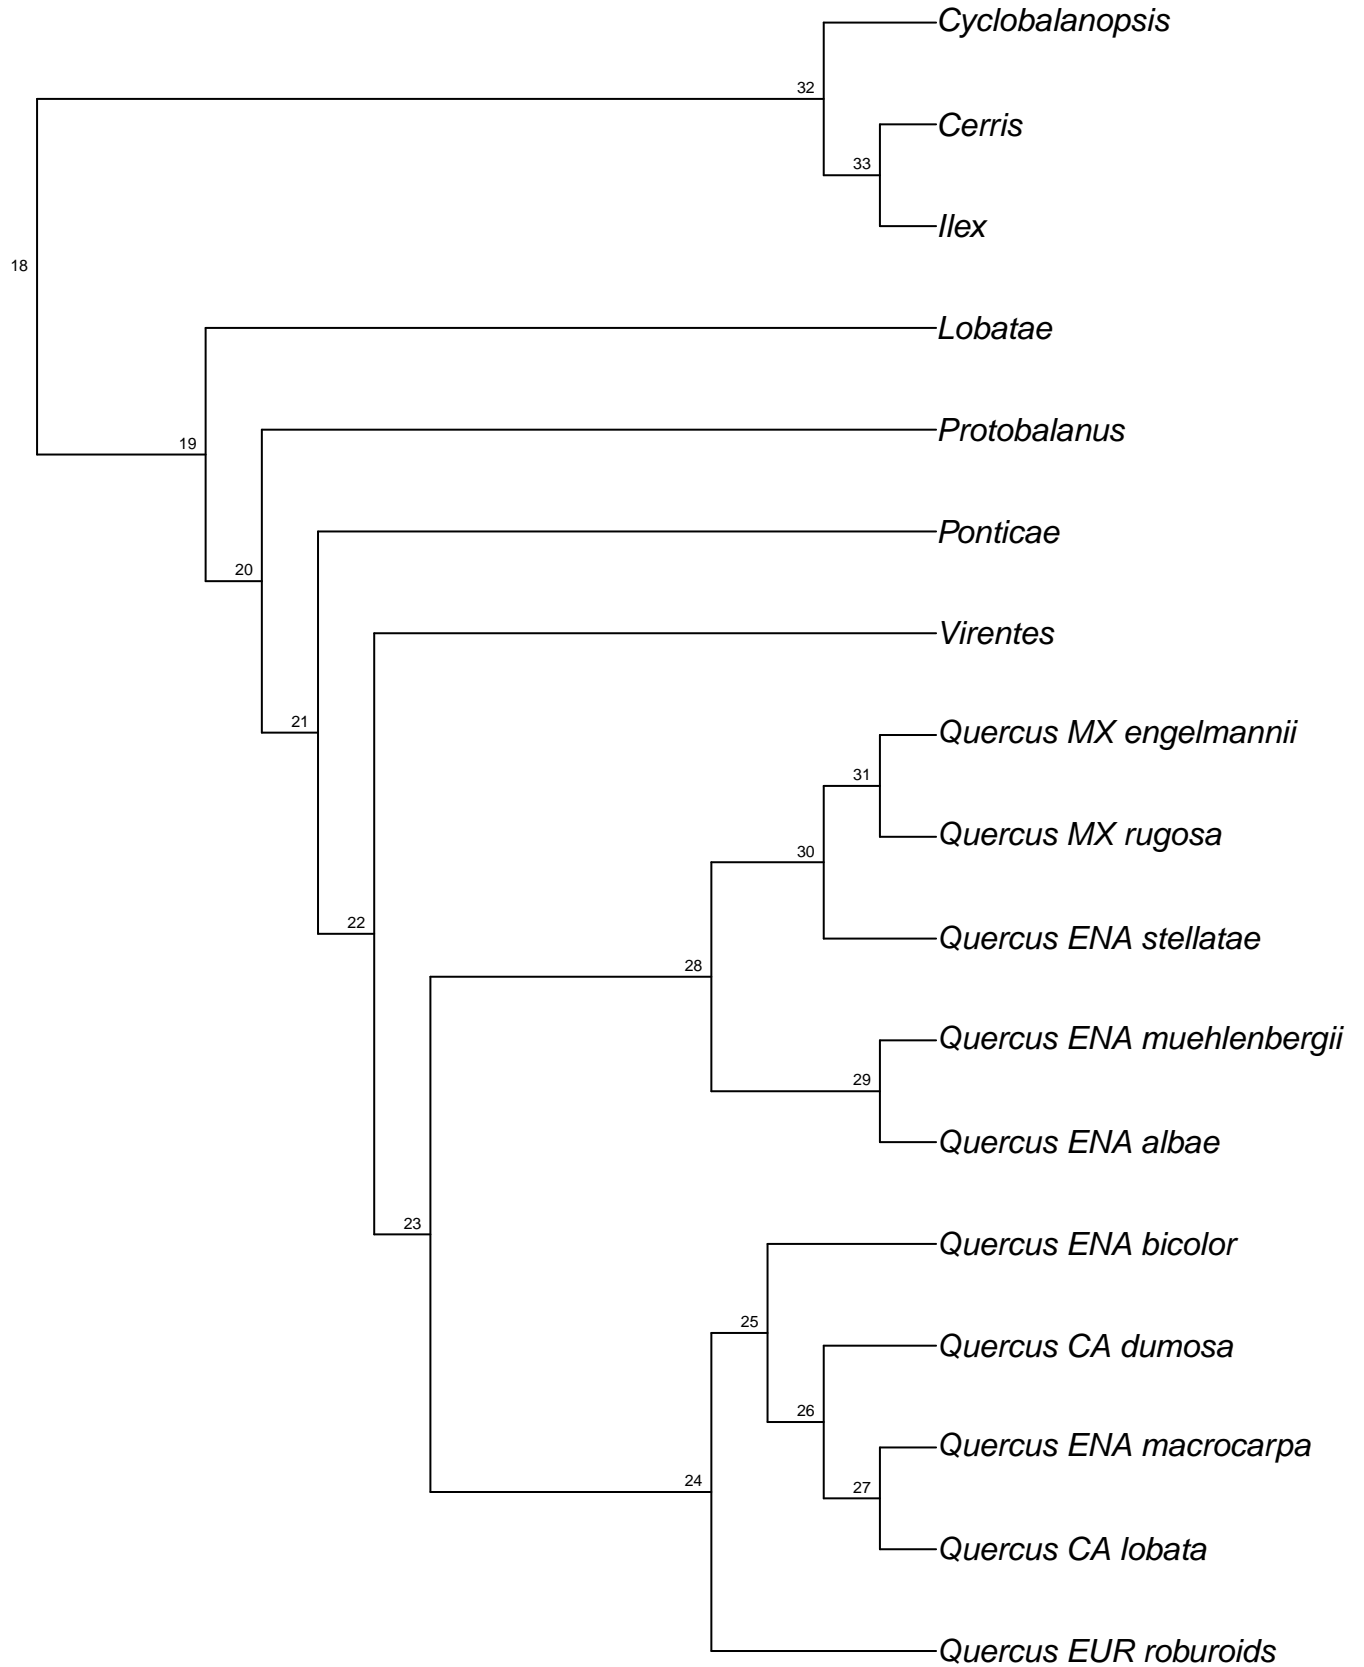 Cyclobalanopsis
32
Cerris
33
Ilex
18
Lobatae
Protobalanus
19
Ponticae
20
Virentes
21
Quercus MX engelmannii
31
Quercus MX rugosa
30
22
Quercus ENA stellatae
28
Quercus ENA muehlenbergii
29
Quercus ENA albae
23
Quercus ENA bicolor
25
Quercus CA dumosa
26
Quercus ENA macrocarpa
24
27
Quercus CA lobata
Quercus EUR roburoids